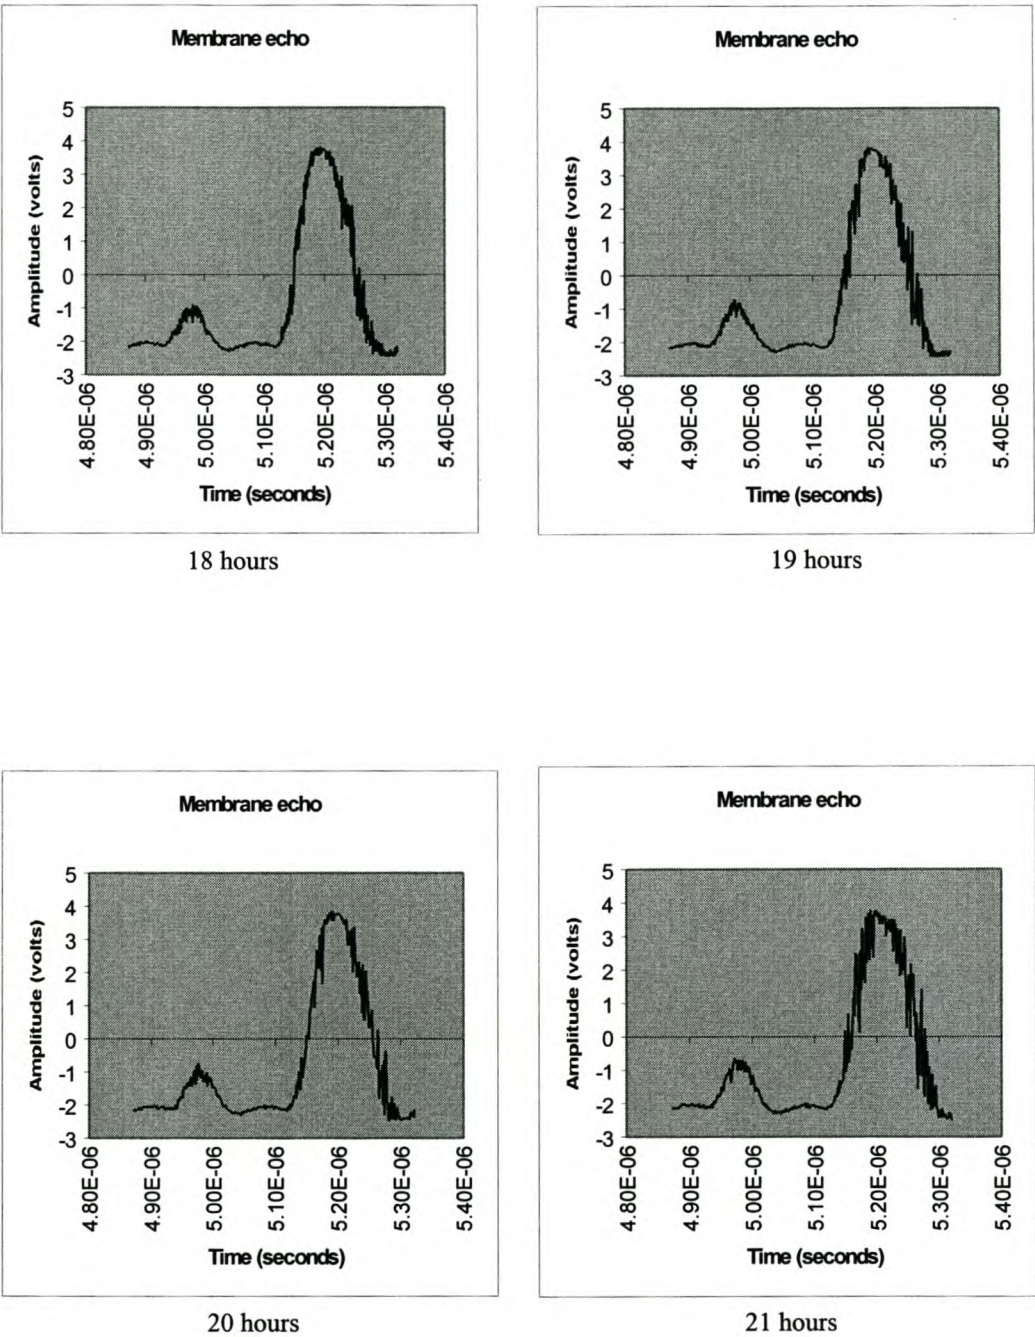 Membrane echo
Amplitude (volts)
5
4
3
2
1
0
-1
-2
-3
4.80E-06
4.90E-06
5.00E-06
5.10E-06
5.20E-06
5.30E-06
5.40E-06
Time (seconds)
18 hours
Membrane echo
Amplitude (volts)
5
4
3
2
1
0
-1
-2
-3
4.80E-06
4.90E-06
5.00E-06
5.10E-06
5.20E-06
5.30E-06
5.40E-06
Time (seconds)
19 hours
Membrane echo
Amplitude (volts)
5
4
3
2
1
0
-1
-2
-3
4.80E-06
4.90E-06
5.00E-06
5.10E-06
5.20E-06
5.30E-06
5.40E-06
Time (seconds)
20 hours
Membrane echo
Amplitude (volts)
5
4
3
2
1
0
-1
-2
-3
4.80E-06
4.90E-06
5.00E-06
5.10E-06
5.20E-06
5.30E-06
5.40E-06
Time (seconds)
21 hours